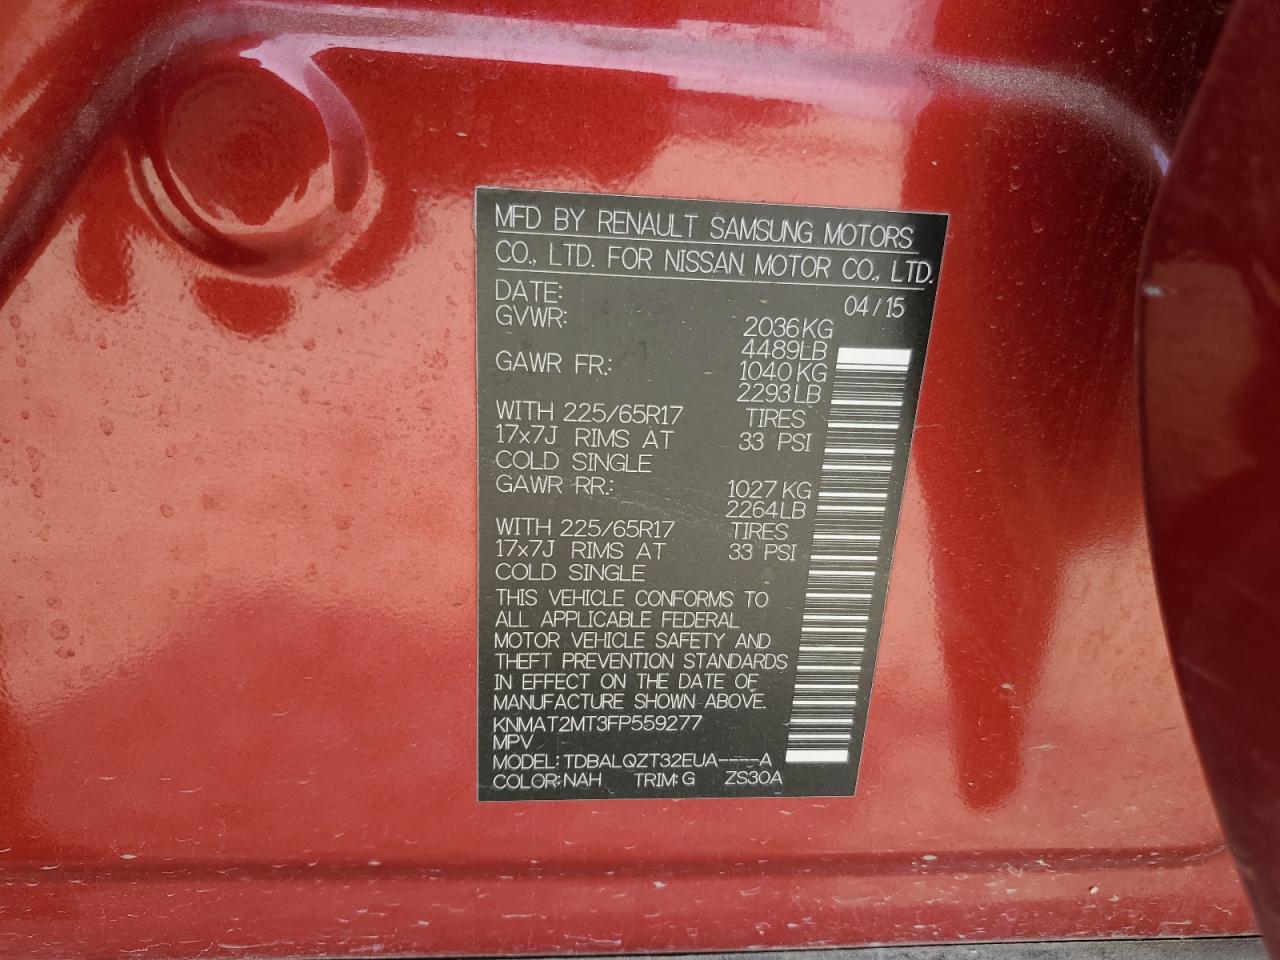 MFD BY RENAULT SAMSUNG MOTORS
CO., LTD. FOR NISSAN MOTOR CO., LTD.
DATE: 04/15
GVWR: 2036KG
4489LB
GAWR FR: 1040KG
2293LB
WITH 225/65R17 TIRES
17x7J RIMS AT 33 PSI
COLD SINGLE
GAWR RR: 1027KG
2264LB
WITH 225/65R17 TIRES
17x7J RIMS AT 33 PSI
COLD SINGLE
THIS VEHICLE CONFORMS TO
ALL APPLICABLE FEDERAL
MOTOR VEHICLE SAFETY AND
THEFT PREVENTION STANDARDS
IN EFFECT ON THE DATE OF
MANUFACTURE SHOWN ABOVE.
KNMAT2MT3FP559277
MPV
MODEL: TDBALQZT32EUA----A
COLOR: NAH TRIM: G ZS30A